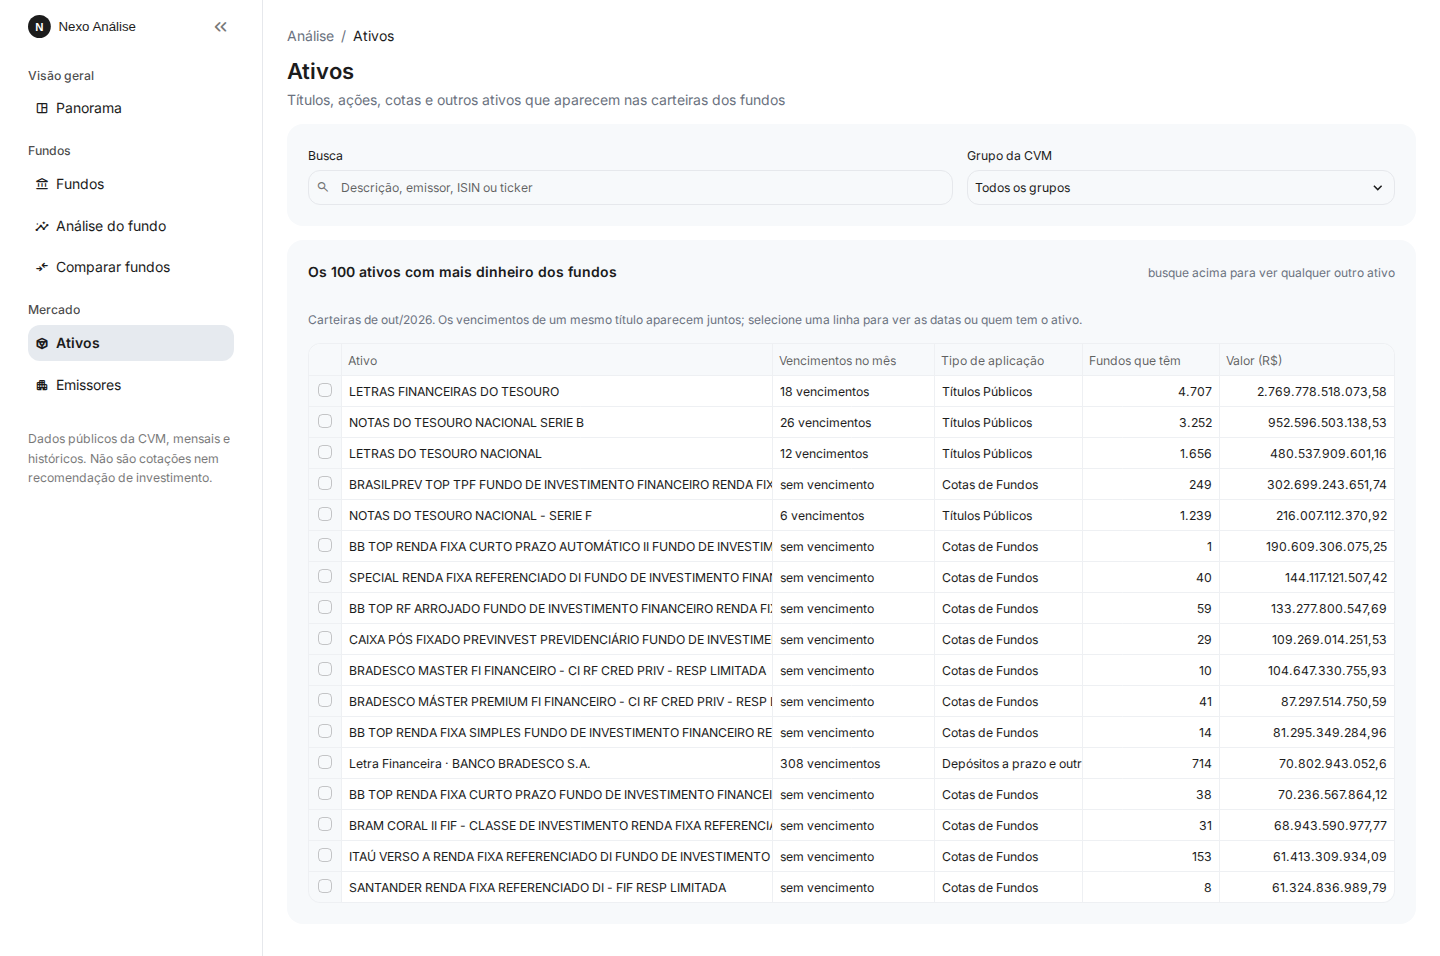 N Nexo Análise
Visão geral
Panorama
Fundos
Fundos
Análise do fundo
Comparar fundos
Mercado
Ativos
Emissores
Dados públicos da CVM, mensais e
históricos. Não são cotações nem
recomendação de investimento.
Análise / Ativos
Ativos
Títulos, ações, cotas e outros ativos que aparecem nas carteiras dos fundos
Busca
Descrição, emissor, ISIN ou ticker
Grupo da CVM
Todos os grupos
Os 100 ativos com mais dinheiro dos fundos
busque acima para ver qualquer outro ativo
Carteiras de out/2026. Os vencimentos de um mesmo título aparecem juntos; selecione uma linha para ver as datas ou quem tem o ativo.
Ativo Vencimentos no mês Tipo de aplicação Fundos que têm Valor (R$)
LETRAS FINANCEIRAS DO TESOURO 18 vencimentos Títulos Públicos 4.707 2.769.778.518.073,58
NOTAS DO TESOURO NACIONAL SERIE B 26 vencimentos Títulos Públicos 3.252 952.596.503.138,53
LETRAS DO TESOURO NACIONAL 12 vencimentos Títulos Públicos 1.656 480.537.909.601,16
BRASILPREV TOP TPF FUNDO DE INVESTIMENTO FINANCEIRO RENDA FIX sem vencimento Cotas de Fundos 249 302.699.243.651,74
NOTAS DO TESOURO NACIONAL - SERIE F 6 vencimentos Títulos Públicos 1.239 216.007.112.370,92
BB TOP RENDA FIXA CURTO PRAZO AUTOMÁTICO II FUNDO DE INVESTIM sem vencimento Cotas de Fundos 1 190.609.306.075,25
SPECIAL RENDA FIXA REFERENCIADO DI FUNDO DE INVESTIMENTO FINAN sem vencimento Cotas de Fundos 40 144.117.121.507,42
BB TOP RF ARROJADO FUNDO DE INVESTIMENTO FINANCEIRO RENDA FIX sem vencimento Cotas de Fundos 59 133.277.800.547,69
CAIXA PÓS FIXADO PREVINVEST PREVIDENCIÁRIO FUNDO DE INVESTIME sem vencimento Cotas de Fundos 29 109.269.014.251,53
BRADESCO MASTER FI FINANCEIRO - CI RF CRED PRIV - RESP LIMITADA sem vencimento Cotas de Fundos 10 104.647.330.755,93
BRADESCO MÁSTER PREMIUM FI FINANCEIRO - CI RF CRED PRIV - RESP L sem vencimento Cotas de Fundos 41 87.297.514.750,59
BB TOP RENDA FIXA SIMPLES FUNDO DE INVESTIMENTO FINANCEIRO RE sem vencimento Cotas de Fundos 14 81.295.349.284,96
Letra Financeira · BANCO BRADESCO S.A. 308 vencimentos Depósitos a prazo e outr 714 70.802.943.052,6
BB TOP RENDA FIXA CURTO PRAZO FUNDO DE INVESTIMENTO FINANCEI sem vencimento Cotas de Fundos 38 70.236.567.864,12
BRAM CORAL II FIF - CLASSE DE INVESTIMENTO RENDA FIXA REFERENCIA sem vencimento Cotas de Fundos 31 68.943.590.977,77
ITAÚ VERSO A RENDA FIXA REFERENCIADO DI FUNDO DE INVESTIMENTO sem vencimento Cotas de Fundos 153 61.413.309.934,09
SANTANDER RENDA FIXA REFERENCIADO DI - FIF RESP LIMITADA sem vencimento Cotas de Fundos 8 61.324.836.989,79